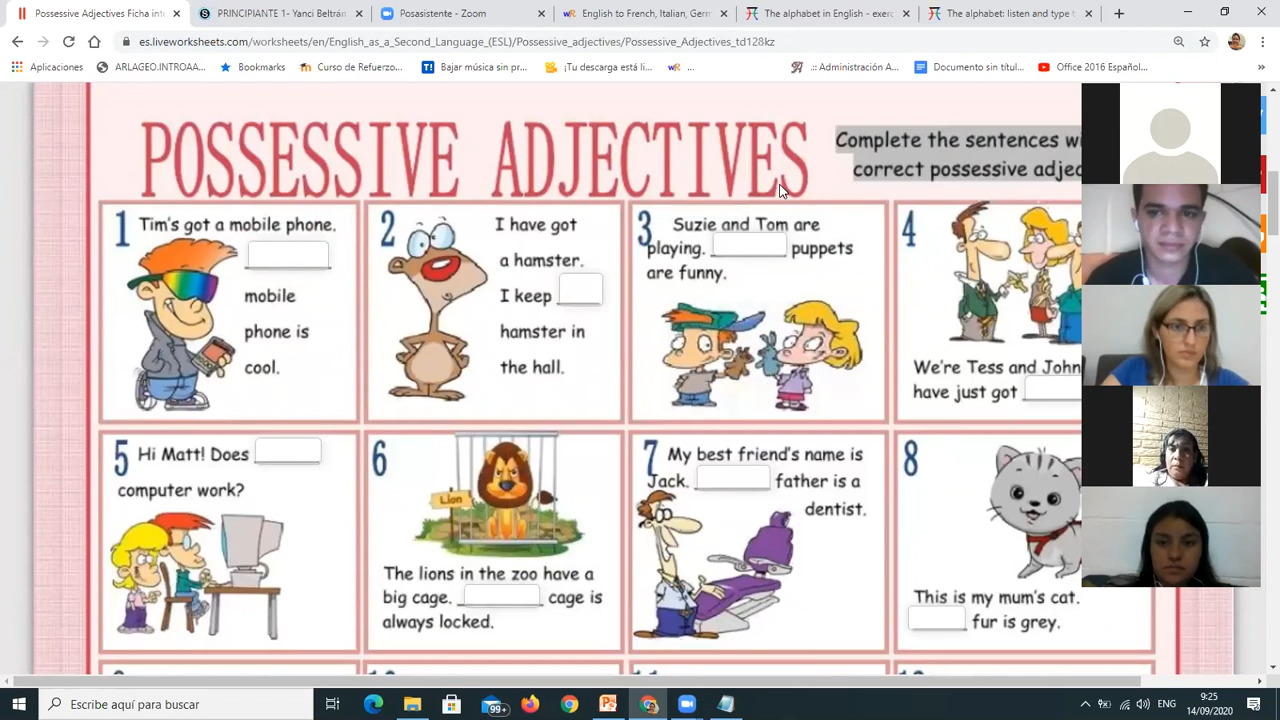 Possessive Adjectives Ficha inte
PRINCIPIANTE 1- Yanci Beltrán
Posasistente - Zoom
English to French, Italian, Germ
The alphabet in English - exerc
The alphabet: listen and type t
es.liveworksheets.com/worksheets/en/English_as_a_Second_Language_(ESL)/Possessive_adjectives/Possessive_Adjectives_td128kz
Aplicaciones
ARLAGEO.INTROAA...
Bookmarks
Curso de Refuerzo...
Bajar música sin pr...
¡Tu descarga está li...
...
.:: Administración A...
Documento sin títul...
Office 2016 Español...
POSSESSIVE ADJECTIVES
Complete the sentences wi
correct possessive adjec
1 Tim's got a mobile phone.
mobile
phone is
cool.
2 I have got
a hamster.
I keep
hamster in
the hall.
3 Suzie and Tom are
playing. puppets
are funny.
4
We're Tess and John
have just got
5 Hi Matt! Does
computer work?
6
Lion
The lions in the zoo have a
big cage. cage is
always locked.
7 My best friend's name is
Jack. father is a
dentist.
8
This is my mum's cat.
fur is grey.
Escribe aquí para buscar
99+
ENG
9:25
14/09/2020